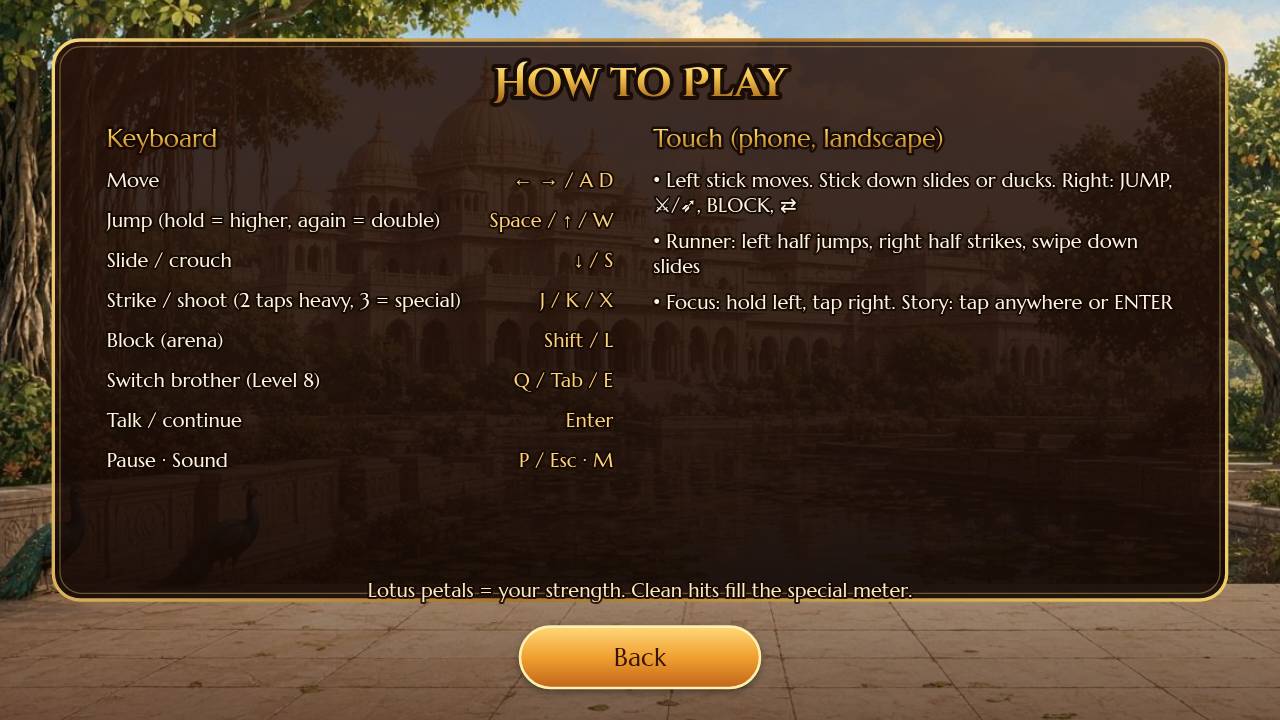 How to Play
Keyboard
Move ← → / A D
Jump (hold = higher, again = double) Space / ↑ / W
Slide / crouch ↓ / S
Strike / shoot (2 taps heavy, 3 = special) J / K / X
Block (arena) Shift / L
Switch brother (Level 8) Q / Tab / E
Talk / continue Enter
Pause · Sound P / Esc · M
Touch (phone, landscape)
• Left stick moves. Stick down slides or ducks. Right: JUMP,
⚔/➶, BLOCK, ⇄
• Runner: left half jumps, right half strikes, swipe down
slides
• Focus: hold left, tap right. Story: tap anywhere or ENTER
Lotus petals = your strength. Clean hits fill the special meter.
Back